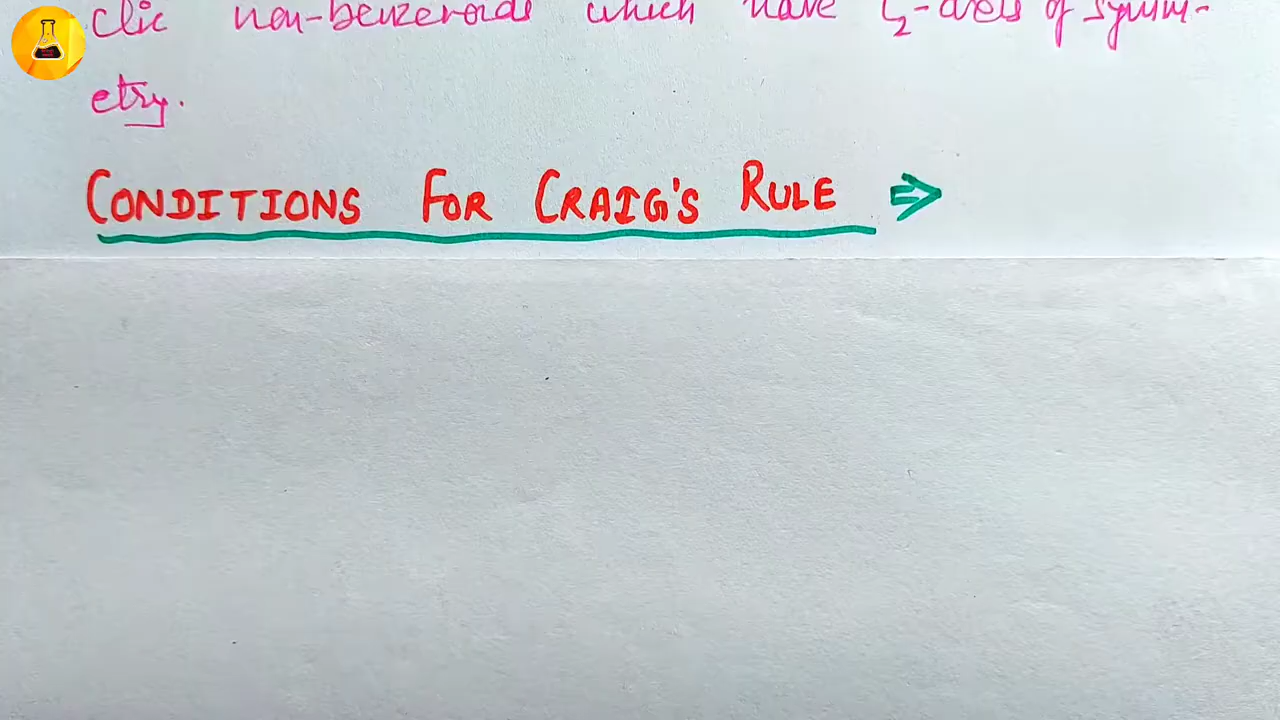 clic non-benzenoids which have C₂-axis of symm-
etry.
CONDITIONS FOR CRAIG'S RULE ⇒